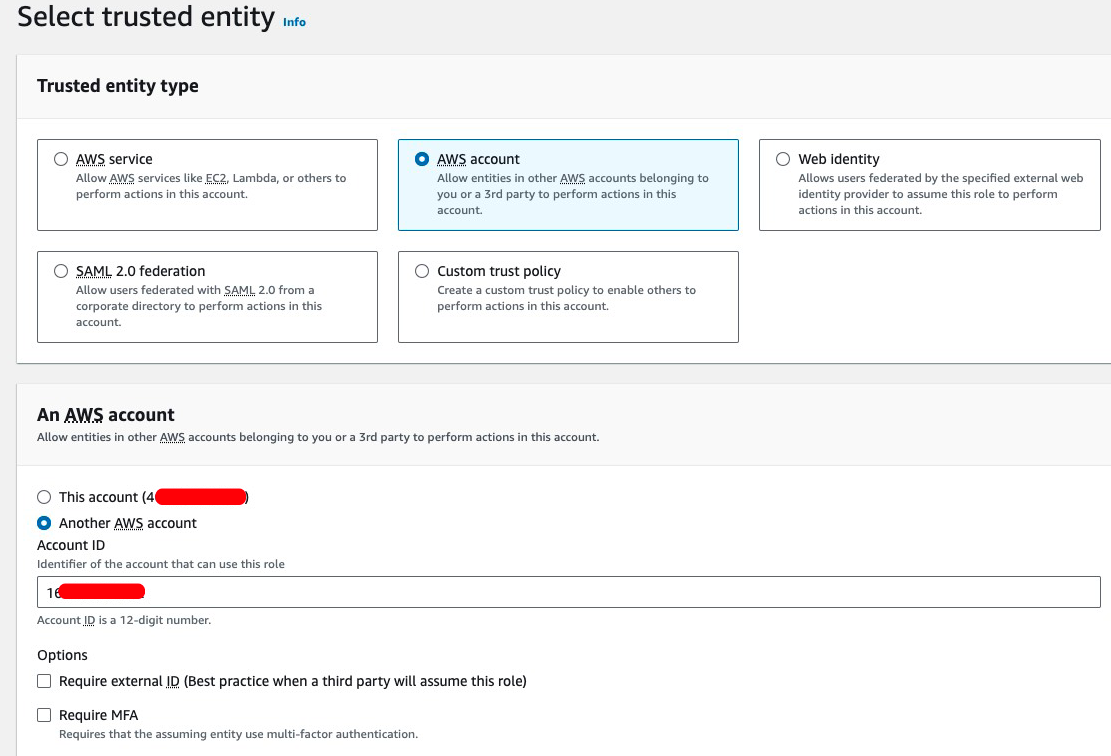 Select trusted entity Info
Trusted entity type
AWS service
Allow AWS services like EC2, Lambda, or others to
perform actions in this account.
AWS account
Allow entities in other AWS accounts belonging to
you or a 3rd party to perform actions in this
account.
Web identity
Allows users federated by the specified external web
identity provider to assume this role to perform
actions in this account.
SAML 2.0 federation
Allow users federated with SAML 2.0 from a
corporate directory to perform actions in this
account.
Custom trust policy
Create a custom trust policy to enable others to
perform actions in this account.
An AWS account
Allow entities in other AWS accounts belonging to you or a 3rd party to perform actions in this account.
This account (4 )
Another AWS account
Account ID
Identifier of the account that can use this role
16
Account ID is a 12-digit number.
Options
Require external ID (Best practice when a third party will assume this role)
Require MFA
Requires that the assuming entity use multi-factor authentication.